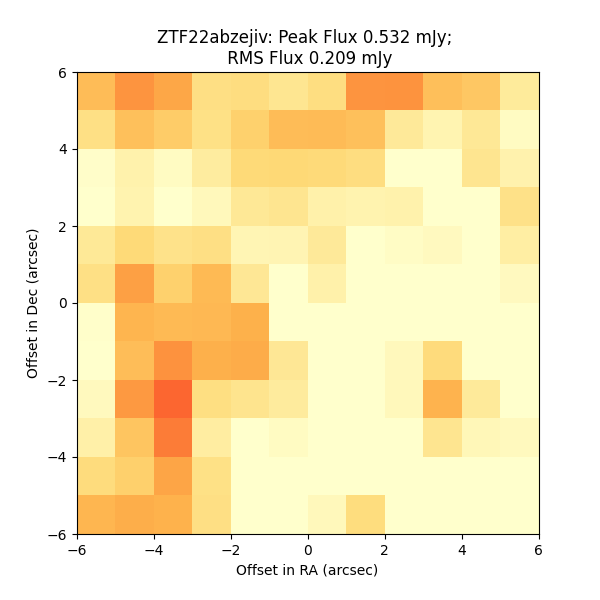 ZTF22abzejiv: Peak Flux 0.532 mJy;
RMS Flux 0.209 mJy
6
4
2
0
−2
−4
−6
Offset in Dec (arcsec)
−6 −4 −2 0 2 4 6
Offset in RA (arcsec)